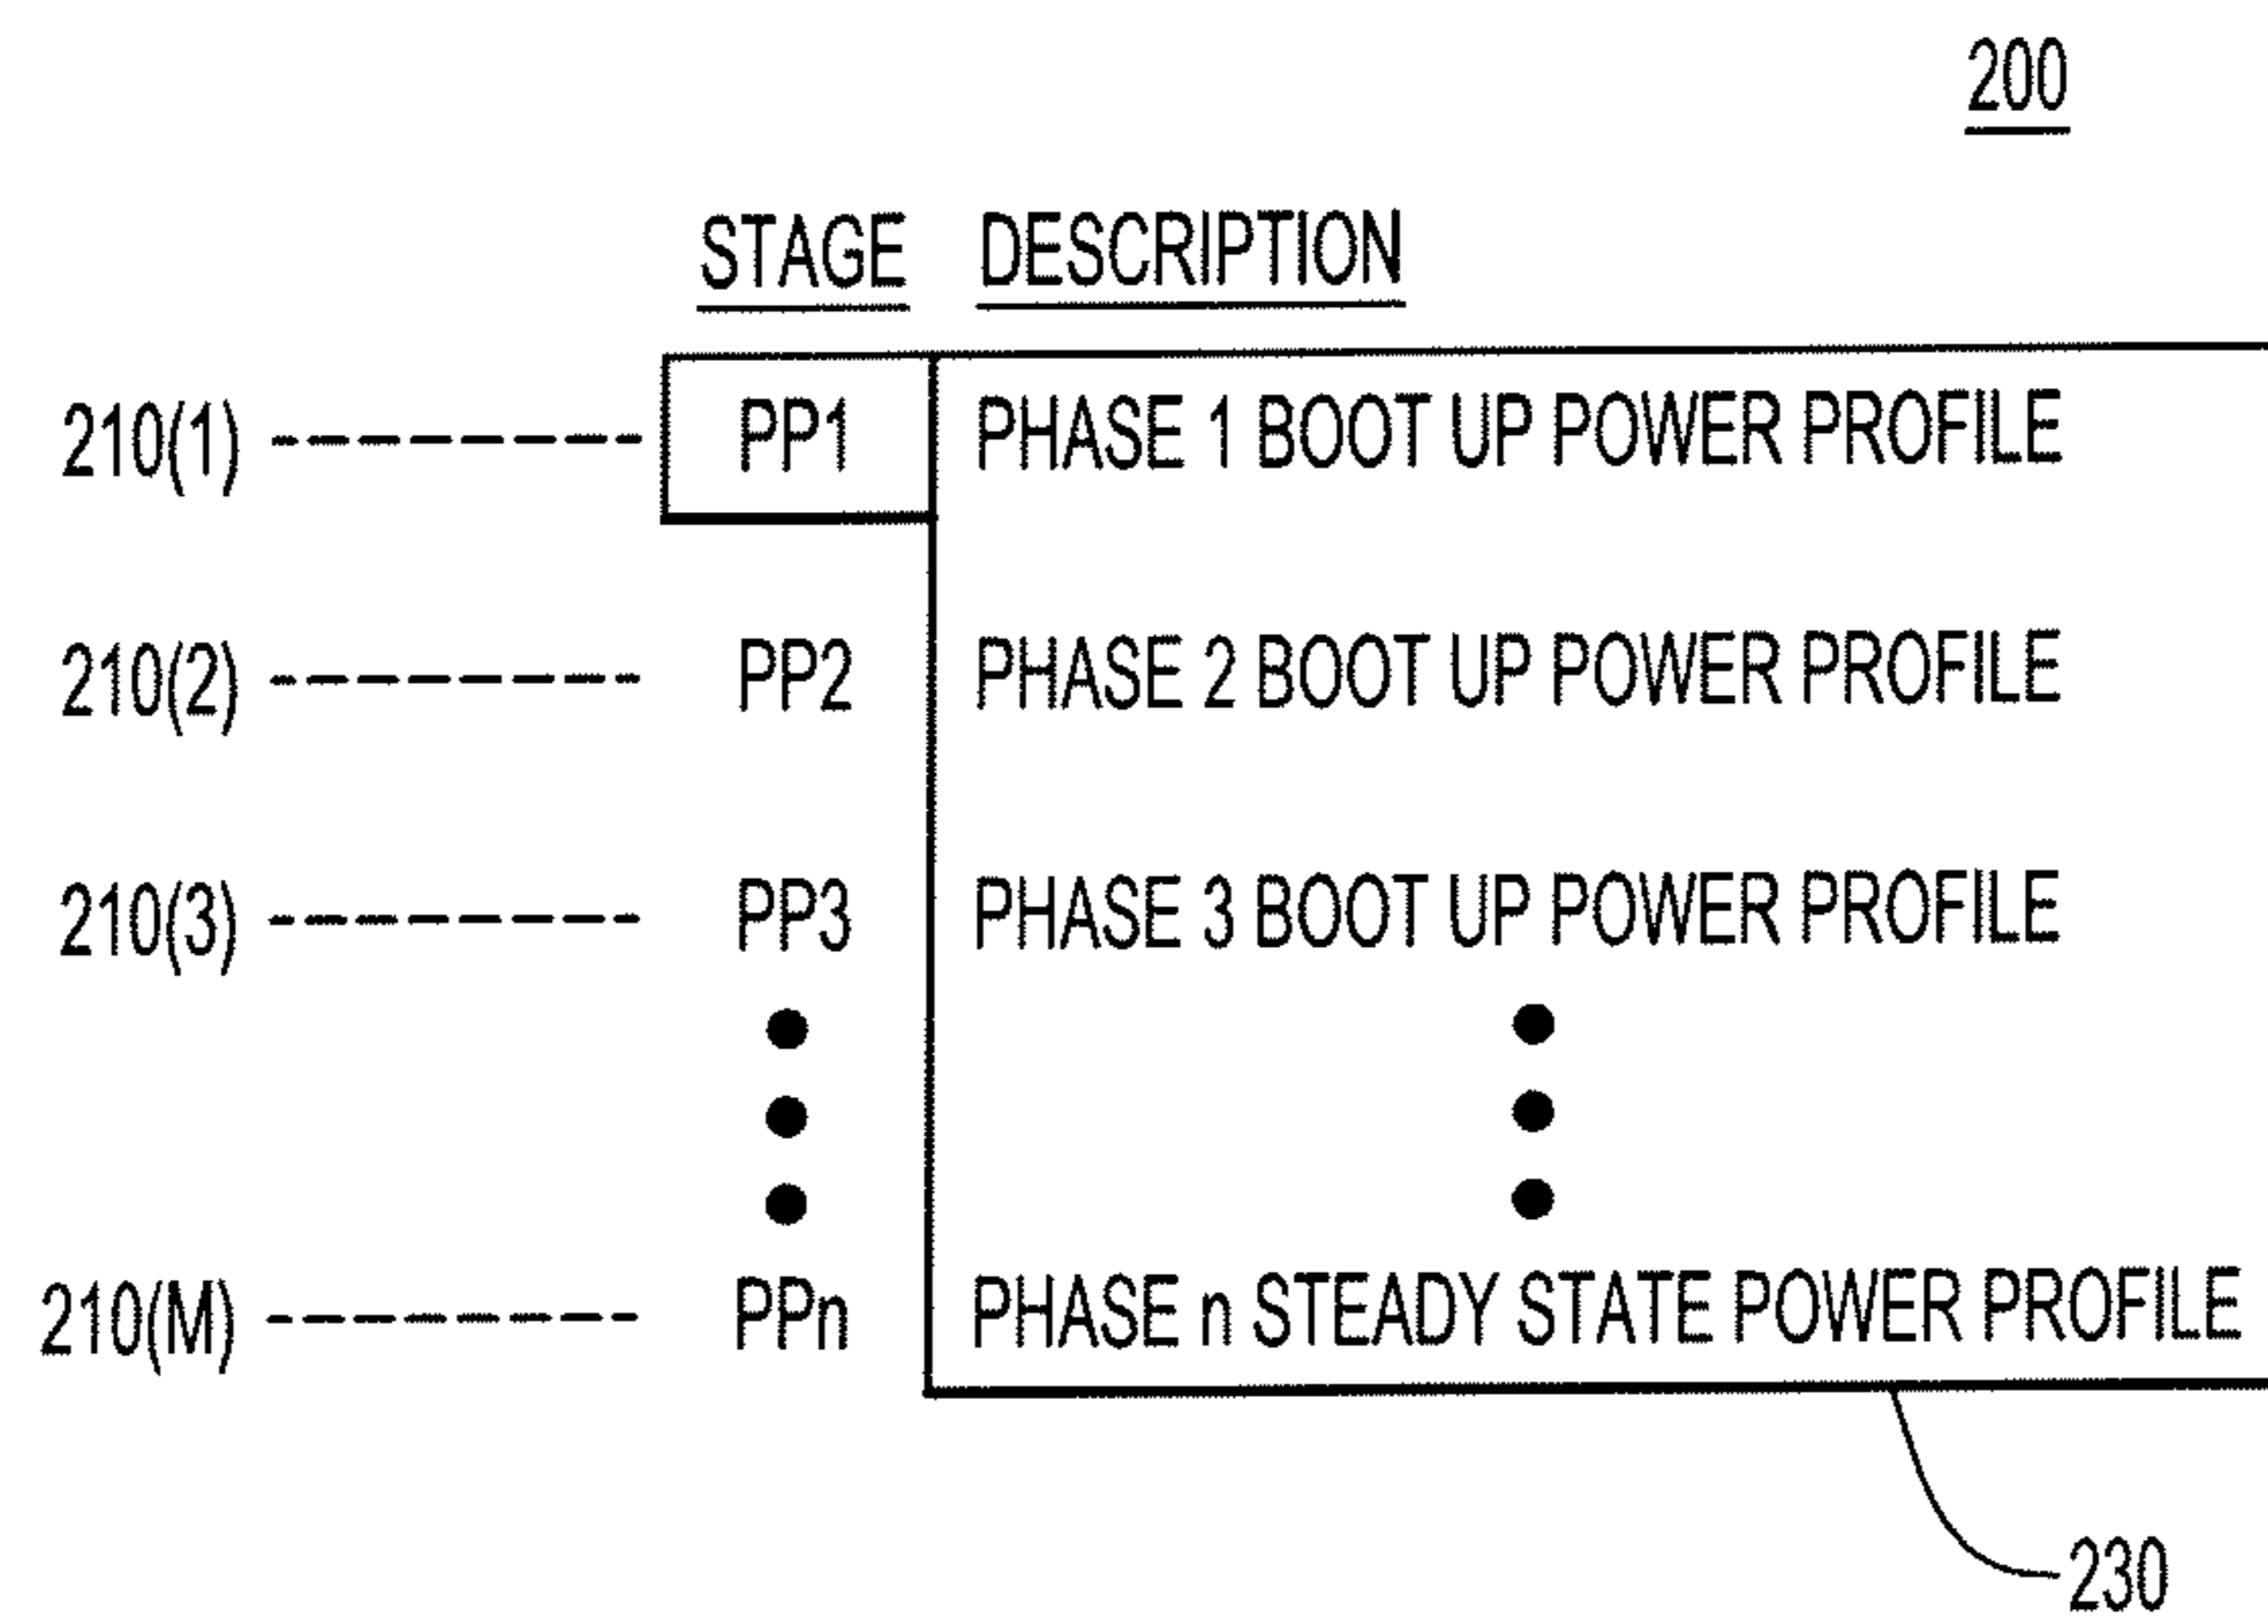 200
STAGE DESCRIPTION
210(1) PP1 PHASE 1 BOOT UP POWER PROFILE
210(2) PP2 PHASE 2 BOOT UP POWER PROFILE
210(3) PP3 PHASE 3 BOOT UP POWER PROFILE
210(M) PPn PHASE n STEADY STATE POWER PROFILE
230